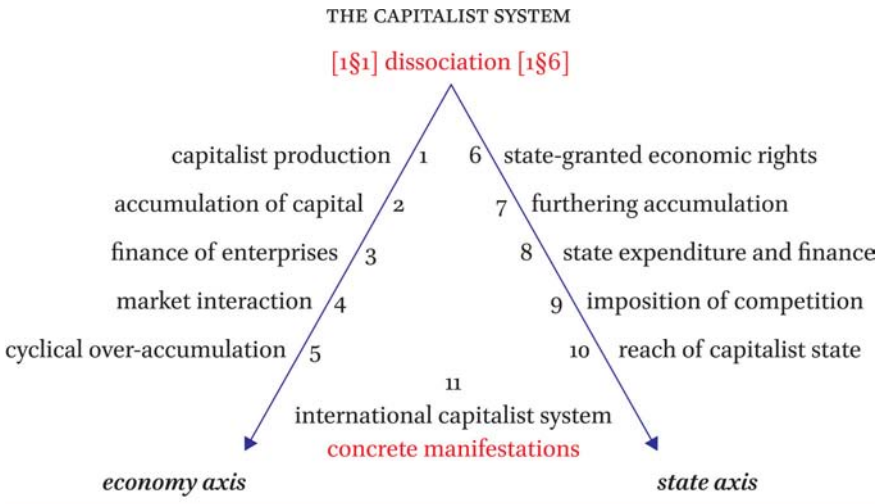 THE CAPITALIST SYSTEM
[1§1] dissociation [1§6]
capitalist production 1 6 state-granted economic rights
accumulation of capital 2 7 furthering accumulation
finance of enterprises 3 8 state expenditure and finance
market interaction 4 9 imposition of competition
cyclical over-accumulation 5 10 reach of capitalist state
11
international capitalist system
concrete manifestations
economy axis state axis